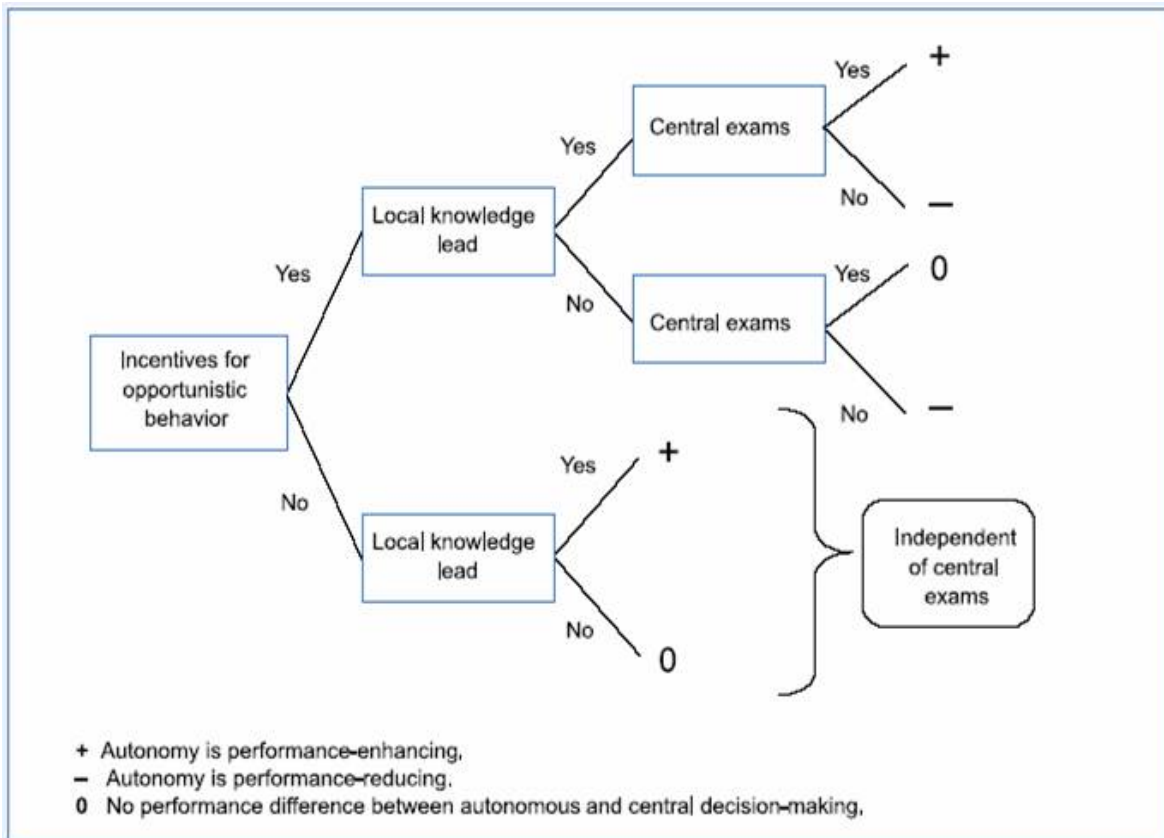 Yes
+
Central exams
Yes
No
−
Local knowledge
lead
Yes
0
Yes
No
Central exams
Incentives for
opportunistic
behavior
No
−
Yes
+
No
Local knowledge
lead
Independent
of central
exams
No
0
+ Autonomy is performance-enhancing.
− Autonomy is performance-reducing.
0 No performance difference between autonomous and central decision-making.